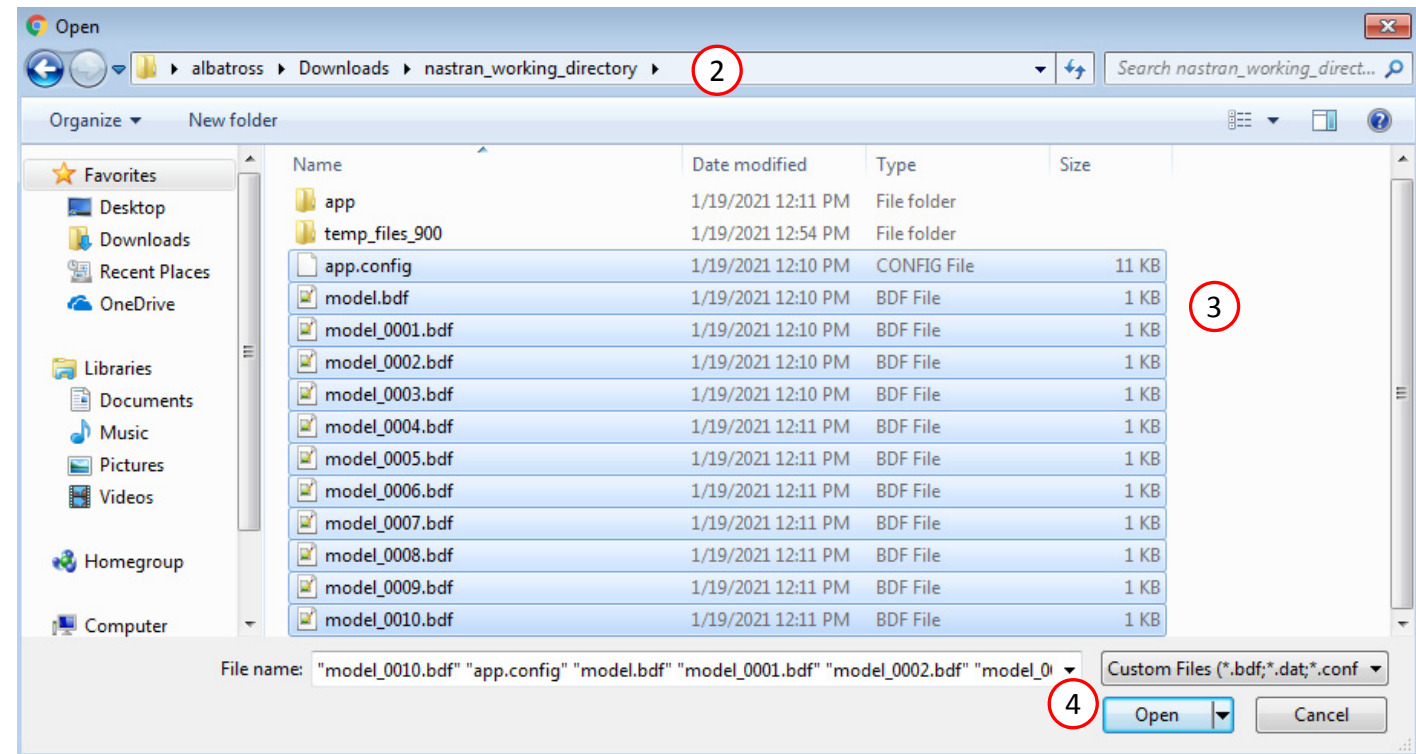 Open
albatross Downloads nastran_working_directory 2 Search nastran_working_direct...
Organize New folder
Name Date modified Type Size
Favorites
Desktop
Downloads
Recent Places
OneDrive
Libraries
Documents
Music
Pictures
Videos
Homegroup
Computer
app 1/19/2021 12:11 PM File folder
temp_files_900 1/19/2021 12:54 PM File folder
app.config 1/19/2021 12:10 PM CONFIG File 11 KB
model.bdf 1/19/2021 12:10 PM BDF File 1 KB
3
model_0001.bdf 1/19/2021 12:10 PM BDF File 1 KB
model_0002.bdf 1/19/2021 12:10 PM BDF File 1 KB
model_0003.bdf 1/19/2021 12:10 PM BDF File 1 KB
model_0004.bdf 1/19/2021 12:11 PM BDF File 1 KB
model_0005.bdf 1/19/2021 12:11 PM BDF File 1 KB
model_0006.bdf 1/19/2021 12:11 PM BDF File 1 KB
model_0007.bdf 1/19/2021 12:11 PM BDF File 1 KB
model_0008.bdf 1/19/2021 12:11 PM BDF File 1 KB
model_0009.bdf 1/19/2021 12:11 PM BDF File 1 KB
model_0010.bdf 1/19/2021 12:11 PM BDF File 1 KB
File name: "model_0010.bdf" "app.config" "model.bdf" "model_0001.bdf" "model_0002.bdf" "model_0 Custom Files (*.bdf;*.dat;*.conf
4 Open Cancel